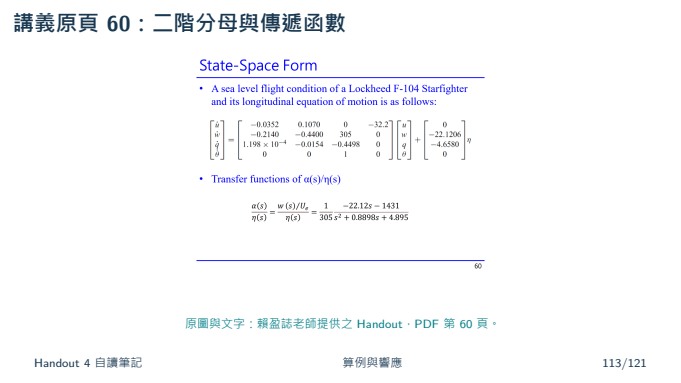 講義原頁 60：二階分母與傳遞函數
State-Space Form
• A sea level flight condition of a Lockheed F-104 Starfighter
and its longitudinal equation of motion is as follows:
[u̇ ẇ q̇ θ̇] = [−0.0352 0.1070 0 −32.2; −0.2140 −0.4400 305 0; 1.198 × 10⁻⁴ −0.0154 −0.4498 0; 0 0 1 0] [u w q θ] + [0 −22.1206 −4.6580 0] η
• Transfer functions of α(s)/η(s)
α(s)/η(s) = w (s)/Uₑ / η(s) = 1/305 (−22.12s − 1431)/(s² + 0.8898s + 4.895)
60
原圖與文字：賴盈誌老師提供之 Handout，PDF 第 60 頁。
Handout 4 自讀筆記 算例與響應 113/121